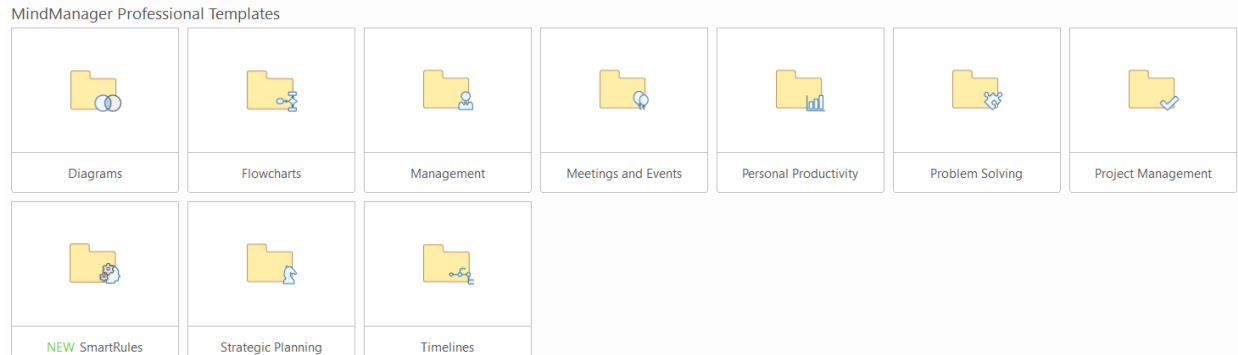 MindManager Professional Templates
Diagrams
Flowcharts
Management
Meetings and Events
Personal Productivity
Problem Solving
Project Management
NEW SmartRules
Strategic Planning
Timelines